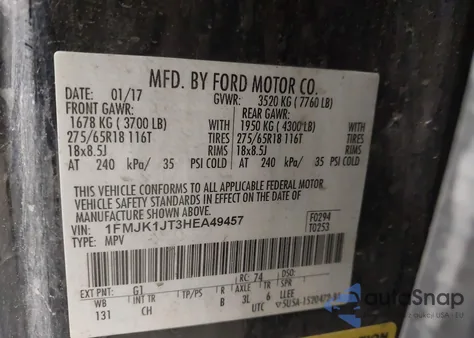 MFD. BY FORD MOTOR CO.
DATE: 01/17 GVWR: 3520 KG ( 7760 LB)
FRONT GAWR: REAR GAWR:
1678 KG ( 3700 LB) WITH 1950 KG ( 4300 LB) WITH
275/65R18 116T TIRES 275/65R18 116T TIRES
18x8.5J RIMS 18x8.5J RIMS
AT 240 kPa/ 35 PSI COLD AT 240 kPa/ 35 PSI COLD
THIS VEHICLE CONFORMS TO ALL APPLICABLE FEDERAL MOTOR
VEHICLE SAFETY STANDARDS IN EFFECT ON THE DATE OF
MANUFACTURE SHOWN ABOVE.
VIN: 1FMJK1JT3HEA49457 F0294
TYPE: MPV T0253
EXT PNT: G1 RC: 74 DSO:
WB INT TR TP/PS R AXLE TR SPR
131 CH B 3L 6 LLEE
UTC
autoSnap